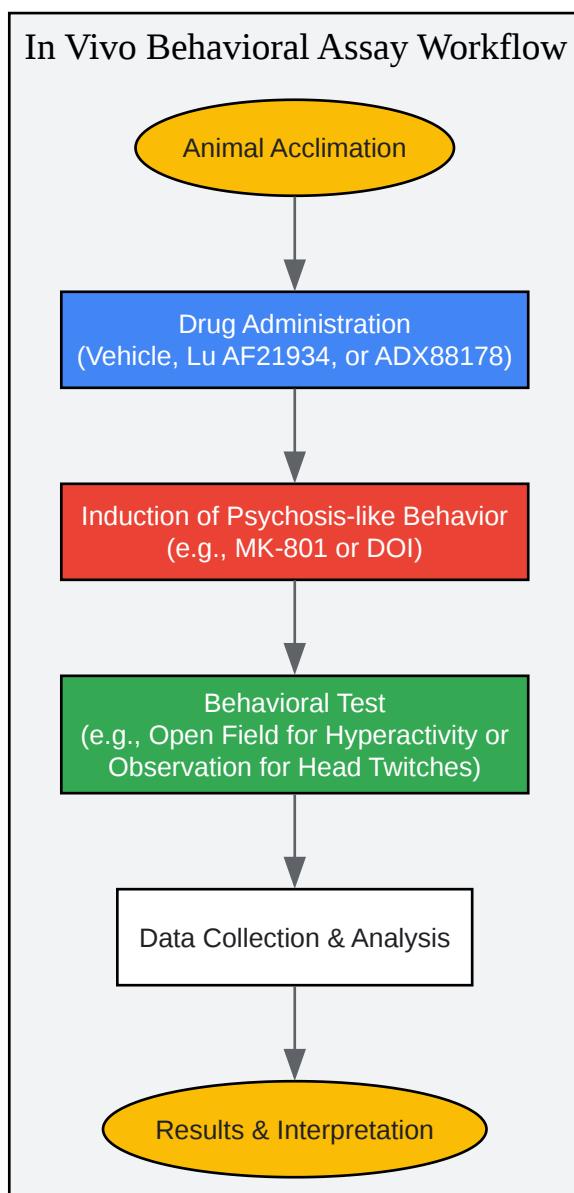 In Vivo Behavioral Assay Workflow
Animal Acclimation
Drug Administration
(Vehicle, Lu AF21934, or ADX88178)
Induction of Psychosis-like Behavior
(e.g., MK-801 or DOI)
Behavioral Test
(e.g., Open Field for Hyperactivity or
Observation for Head Twitches)
Data Collection & Analysis
Results & Interpretation